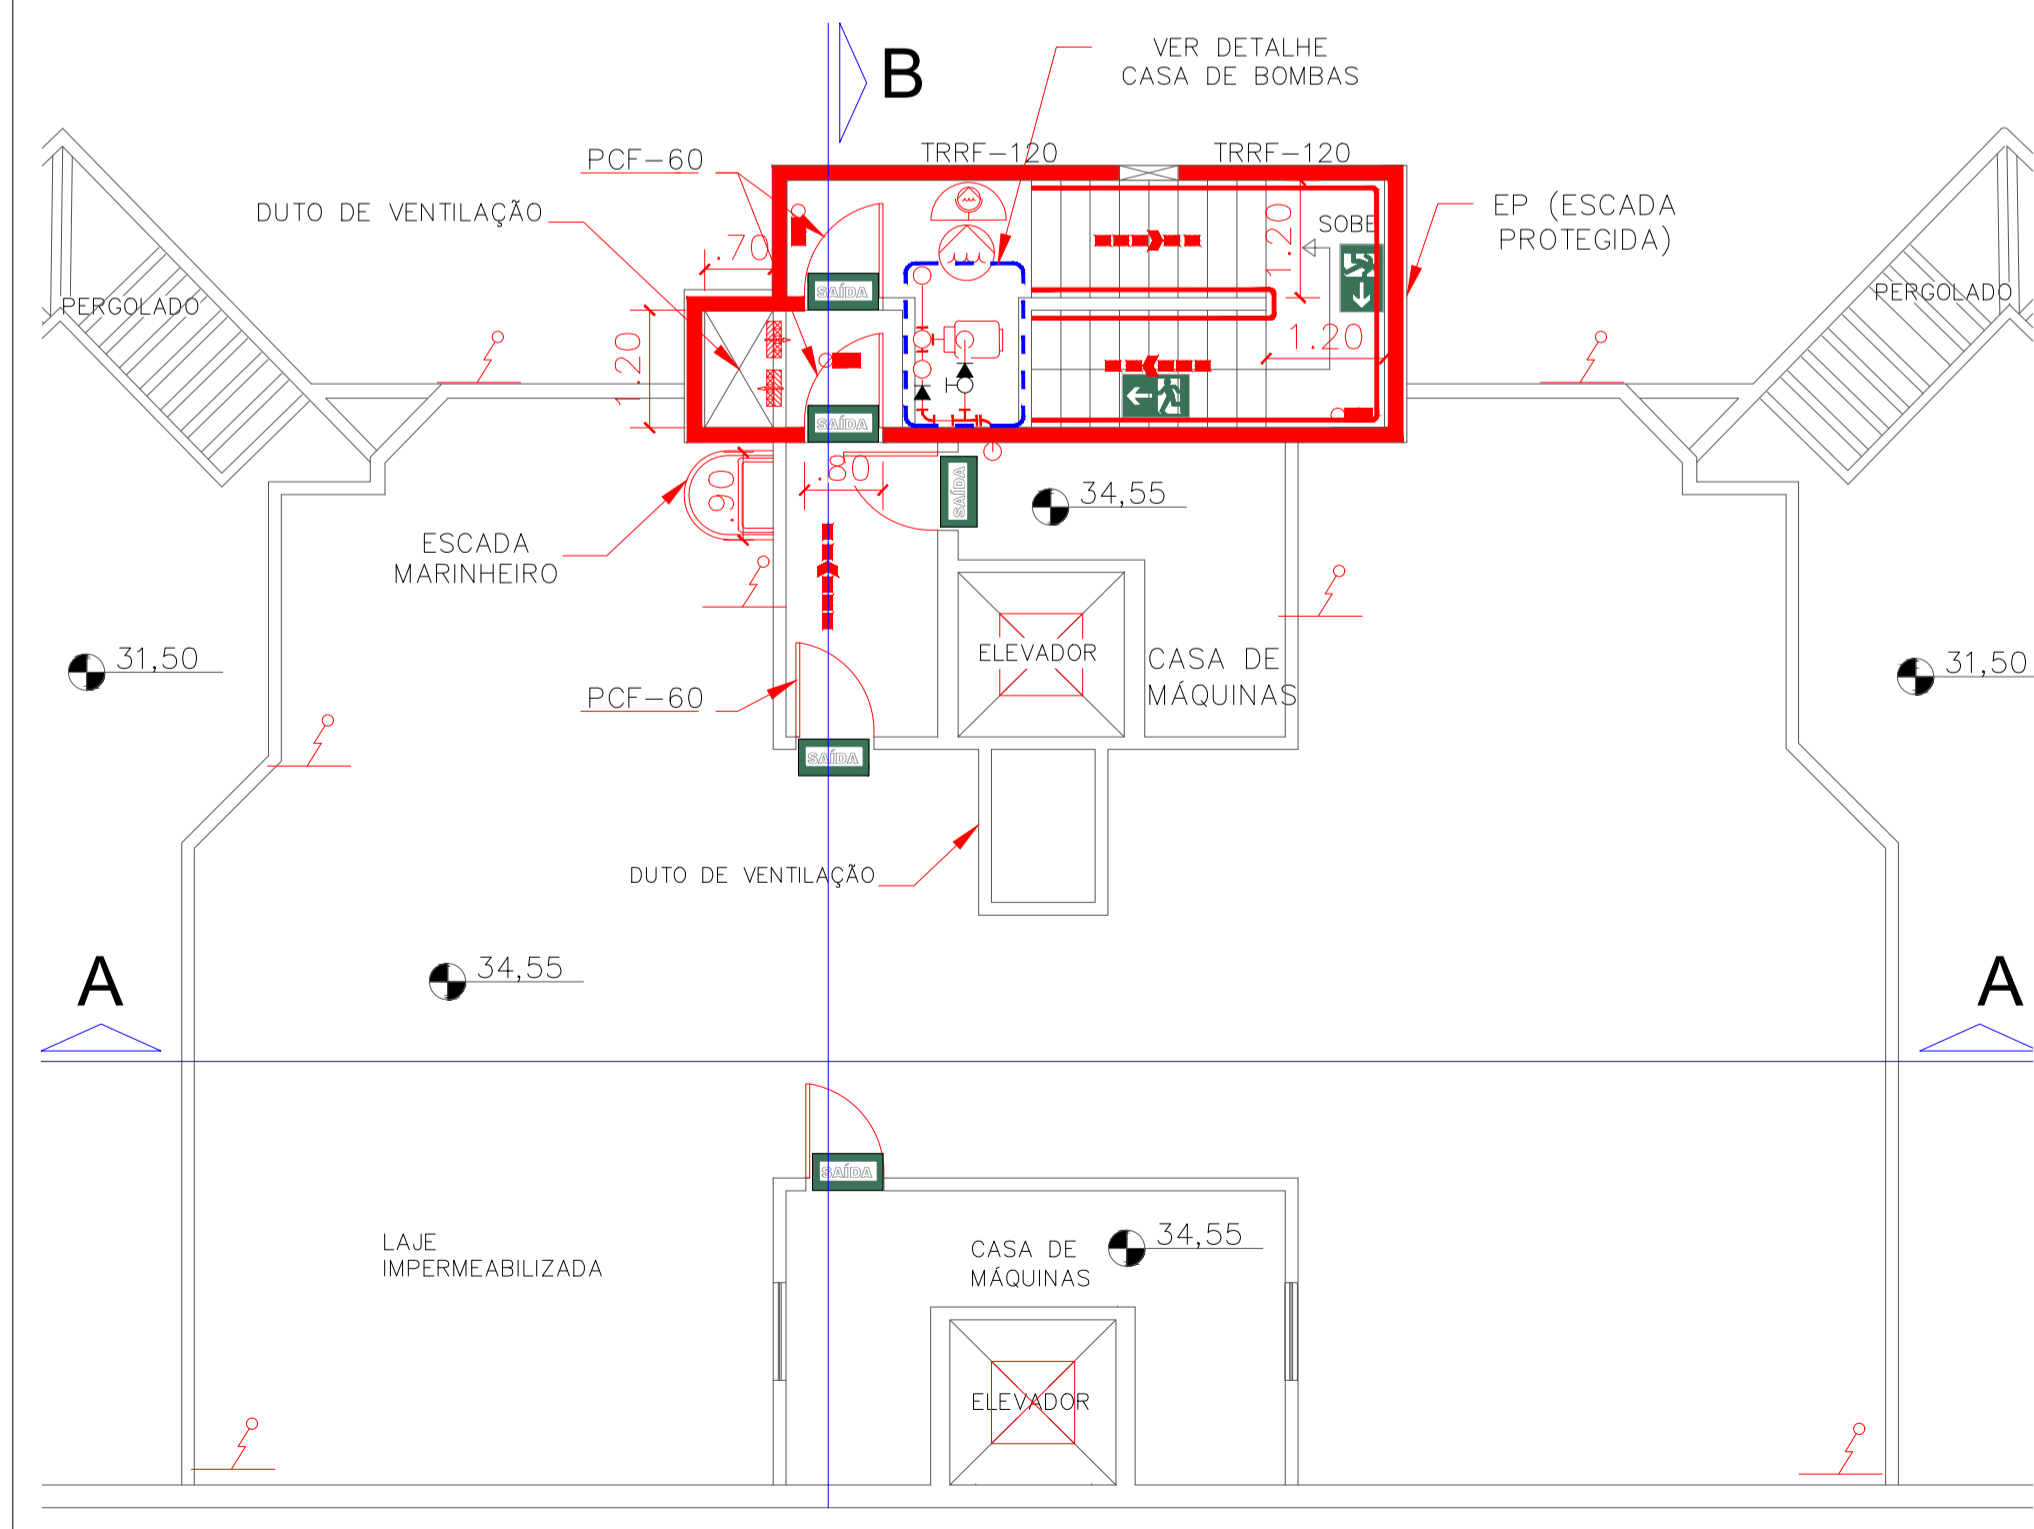 B
VER DETALHE
CASA DE BOMBAS
PCF-60
TRRF-120
TRRF-120
DUTO DE VENTILAÇÃO
EP (ESCADA
PROTEGIDA)
SOBE
1.20
.70
SAÍDA
PERGOLADO
PERGOLADO
1.20
1.20
SAÍDA
.80
.90
SAÍDA
34,55
ESCADA
MARINHEIRO
ELEVADOR
CASA DE
MÁQUINAS
31,50
31,50
PCF-60
SAÍDA
DUTO DE VENTILAÇÃO
34,55
A
A
SAÍDA
LAJE
IMPERMEABILIZADA
CASA DE
MÁQUINAS
34,55
ELEVADOR